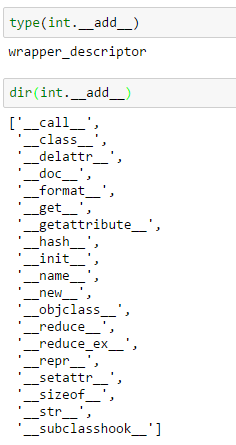 type(int.__add__)
wrapper_descriptor
dir(int.__add__)
['__call__',
'__class__',
'__delattr__',
'__doc__',
'__format__',
'__get__',
'__getattribute__',
'__hash__',
'__init__',
'__name__',
'__new__',
'__objclass__',
'__reduce__',
'__reduce_ex__',
'__repr__',
'__setattr__',
'__sizeof__',
'__str__',
'__subclasshook__']